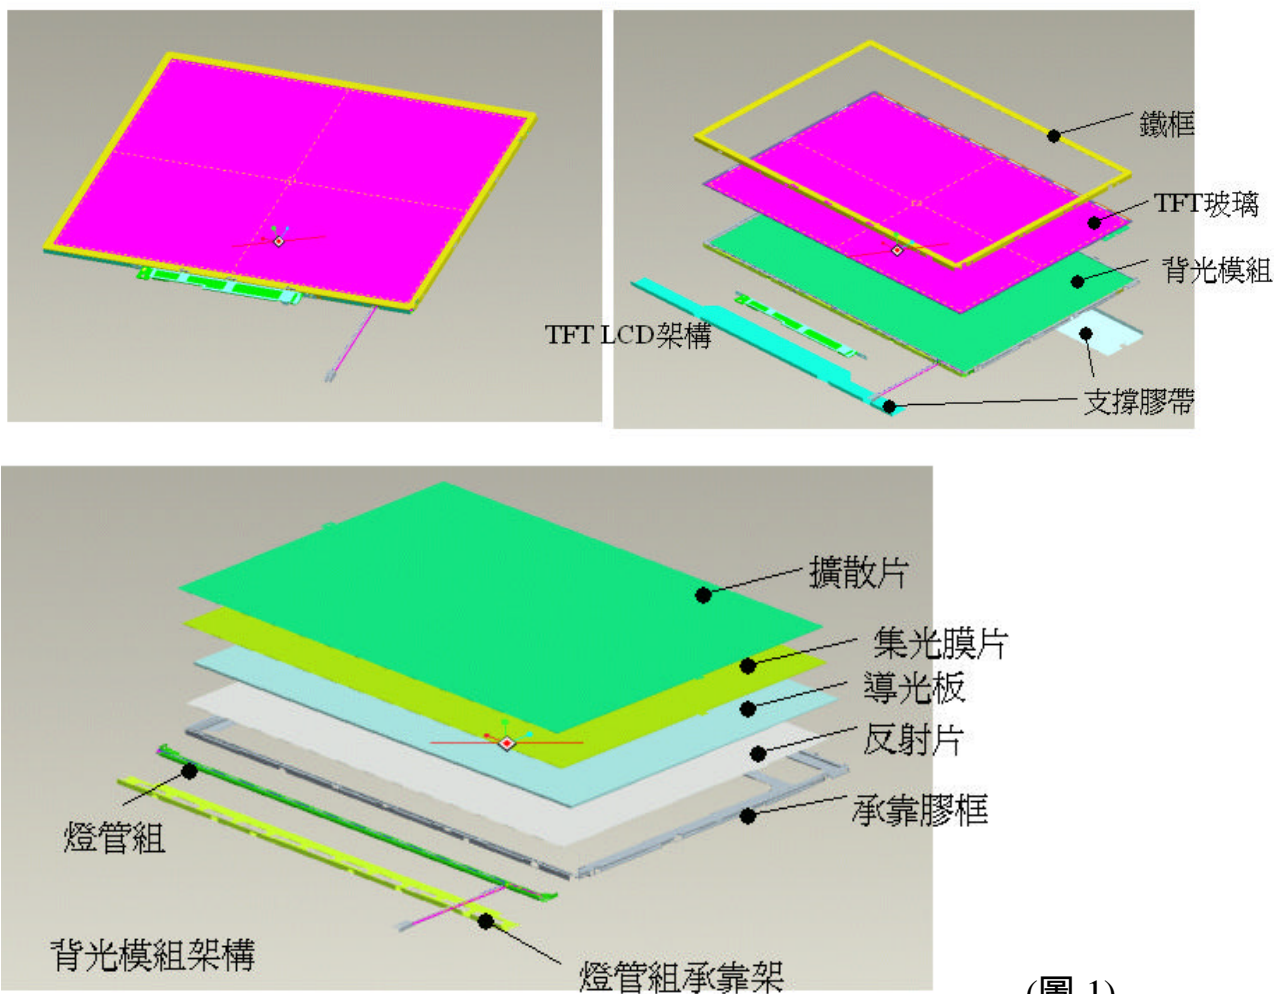 鐵框
TFT玻璃
背光模組
TFT LCD架構
支撐膠帶
擴散片
集光膜片
導光板
反射片
承靠膠框
燈管組
背光模組架構
燈管組承靠架
(圖 1)